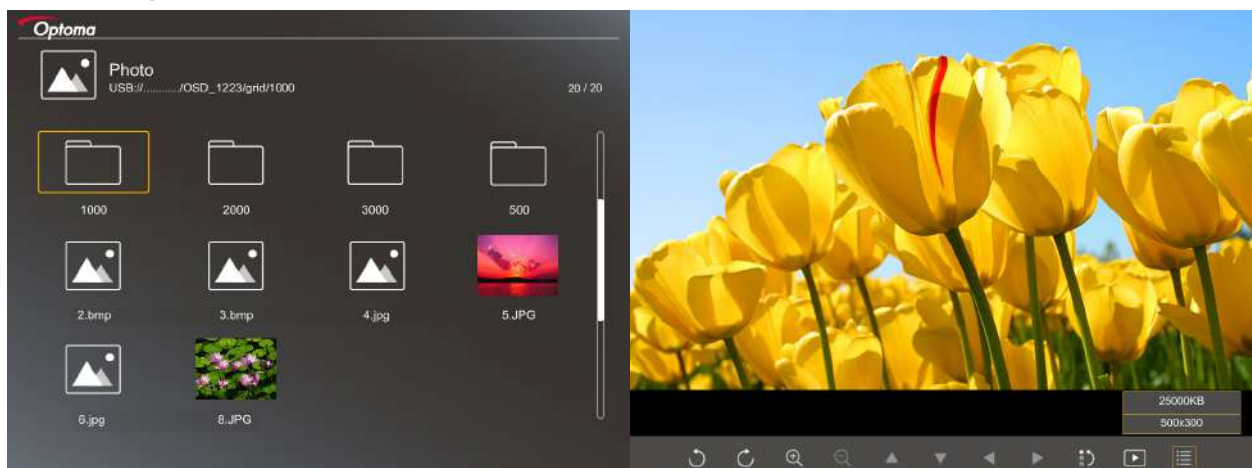 Optoma
Photo
USB://.........../OSD_1223/grid/1000
20 / 20
1000
2000
3000
500
2.bmp
3.bmp
4.jpg
5.JPG
6.jpg
8.JPG
25000KB
500x300